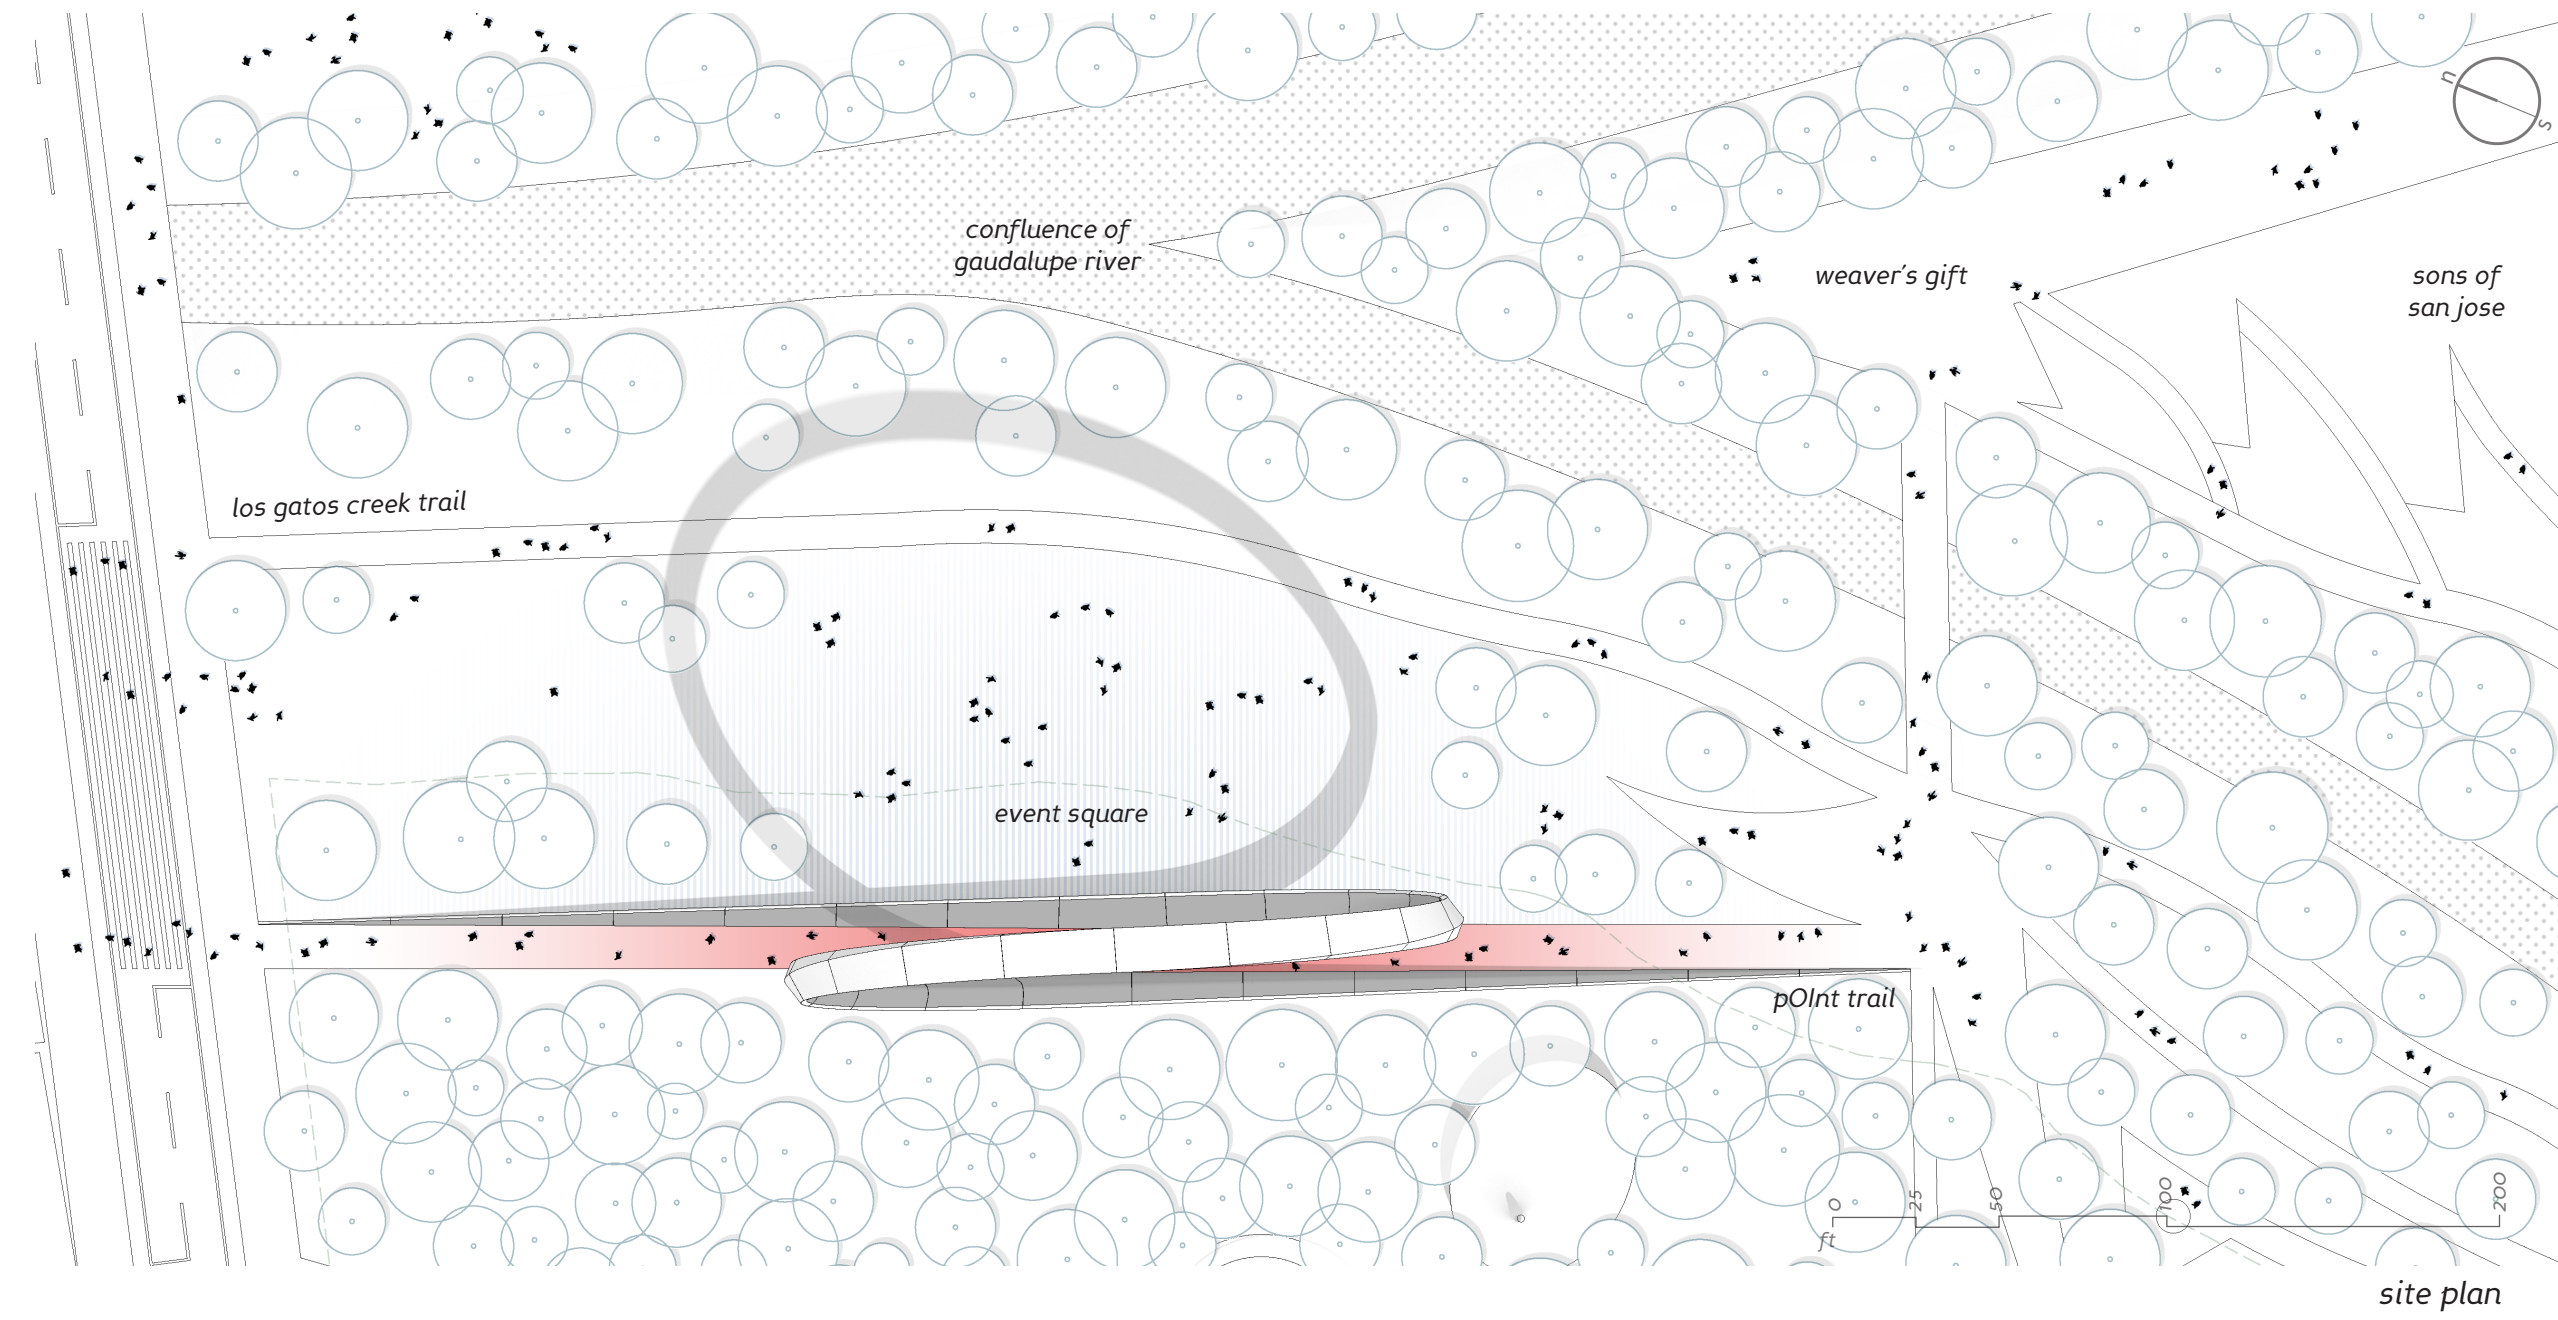 n
s
confluence of
gaudalupe river
weaver's gift
sons of
san jose
los gatos creek trail
event square
pOInt trail
0 25 50 100 200
ft
site plan